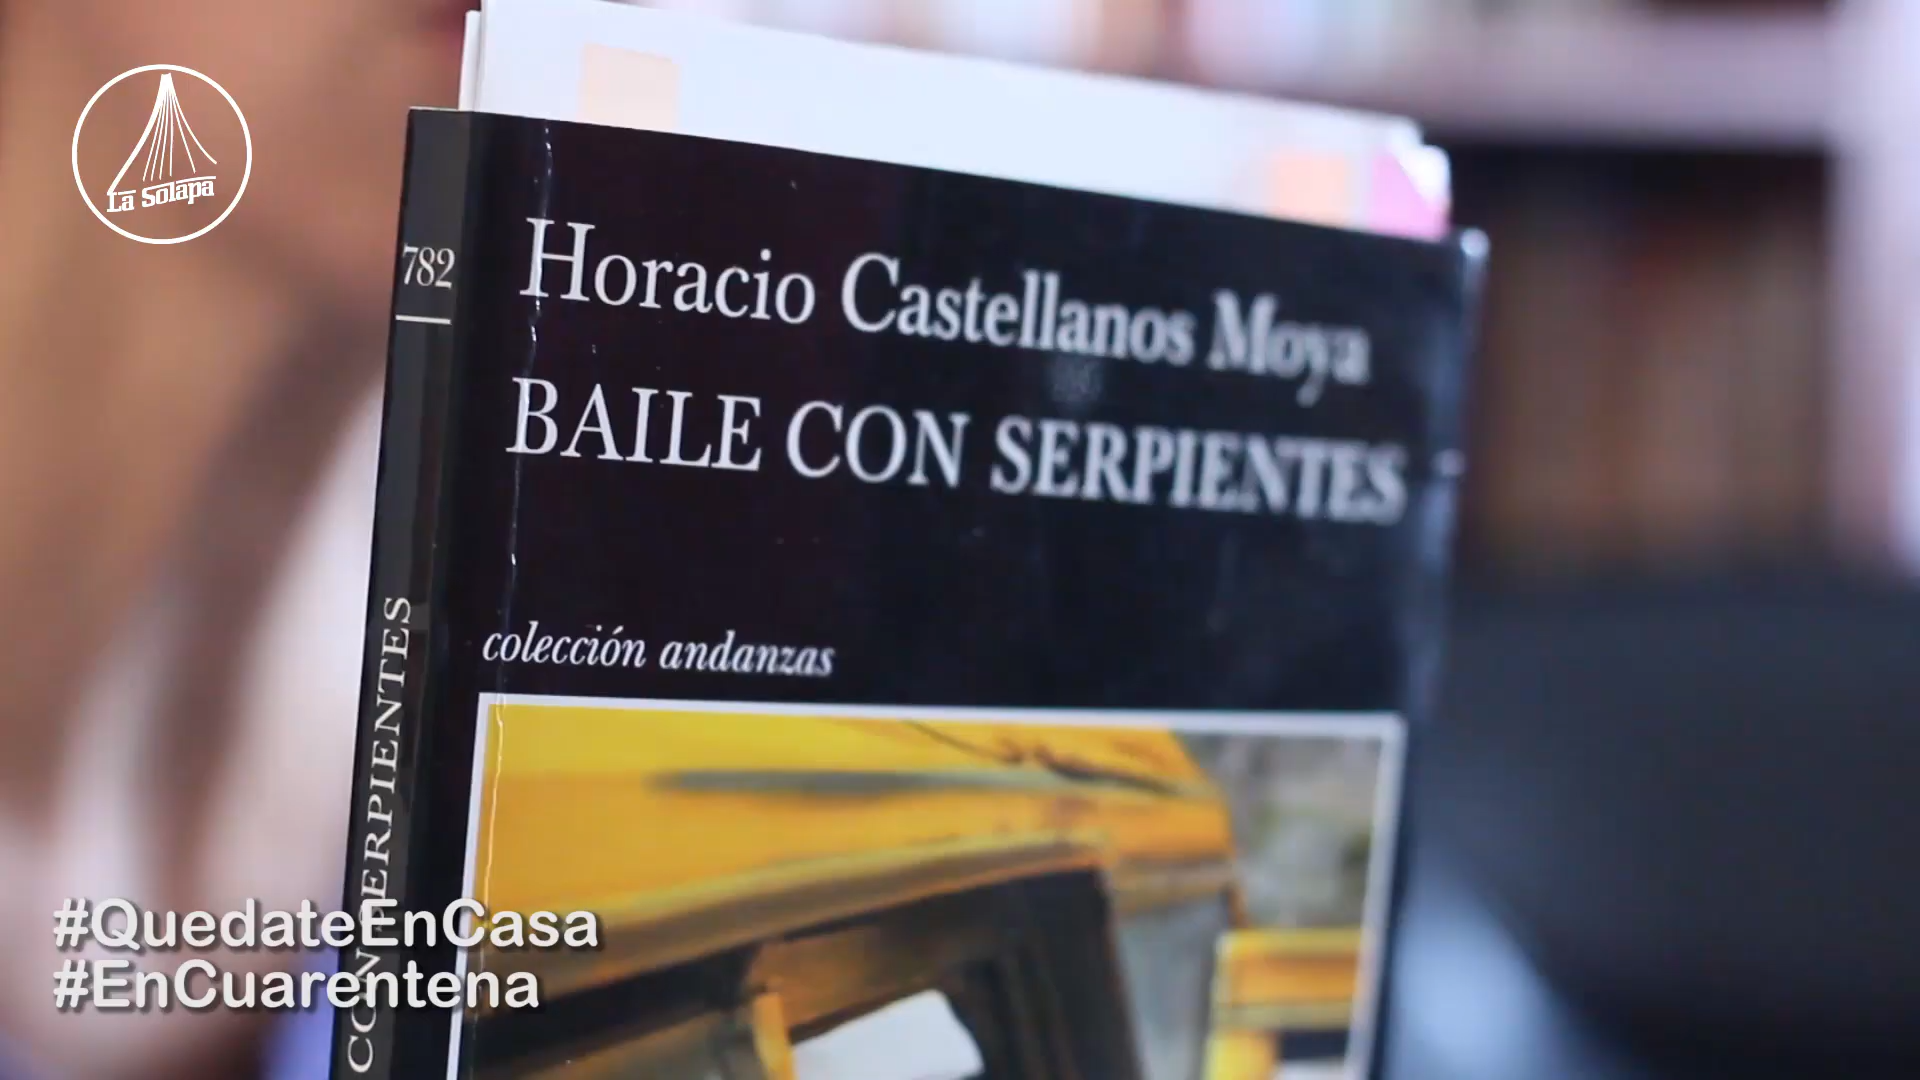 La Solapa
782
Horacio Castellanos Moya
BAILE CON SERPIENTES
colección andanzas
CON SERPIENTES
#QuedateEnCasa
#EnCuarentena